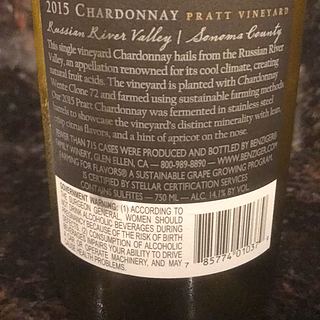 2015 CHARDONNAY PRATT VINEYARD
Russian River Valley | Sonoma County
This single vineyard Chardonnay hails from the Russian River
Valley, an appellation renowned for its cool climate, creating
natural fruit acids. The vineyard is planted with Chardonnay
Wente Clone 72 and farmed using sustainable farming methods.
Our 2015 Pratt Chardonnay was fermented in stainless steel
barrels to showcase the vineyard's distinct minerality with lean,
crisp citrus flavors, and a hint of apricot on the nose.
FEWER THAN 715 CASES WERE PRODUCED AND BOTTLED BY BENZIGER
FAMILY WINERY, GLEN ELLEN, CA — 800-989-8890 — WWW.BENZIGER.COM
FARMING FOR FLAVORS® A SUSTAINABLE GRAPE GROWING PROGRAM,
IS CERTIFIED BY STELLAR CERTIFICATION SERVICES
CONTAINS SULFITES — 750 ML — ALC. 14.1% VOL.
GOVERNMENT WARNING: (1) ACCORDING TO
THE SURGEON GENERAL, WOMEN SHOULD
NOT DRINK ALCOHOLIC BEVERAGES DURING
PREGNANCY BECAUSE OF THE RISK OF BIRTH
DEFECTS. (2) CONSUMPTION OF ALCOHOLIC
BEVERAGES IMPAIRS YOUR ABILITY TO DRIVE
A CAR OR OPERATE MACHINERY, AND MAY
CAUSE HEALTH PROBLEMS.
7 85774 01031